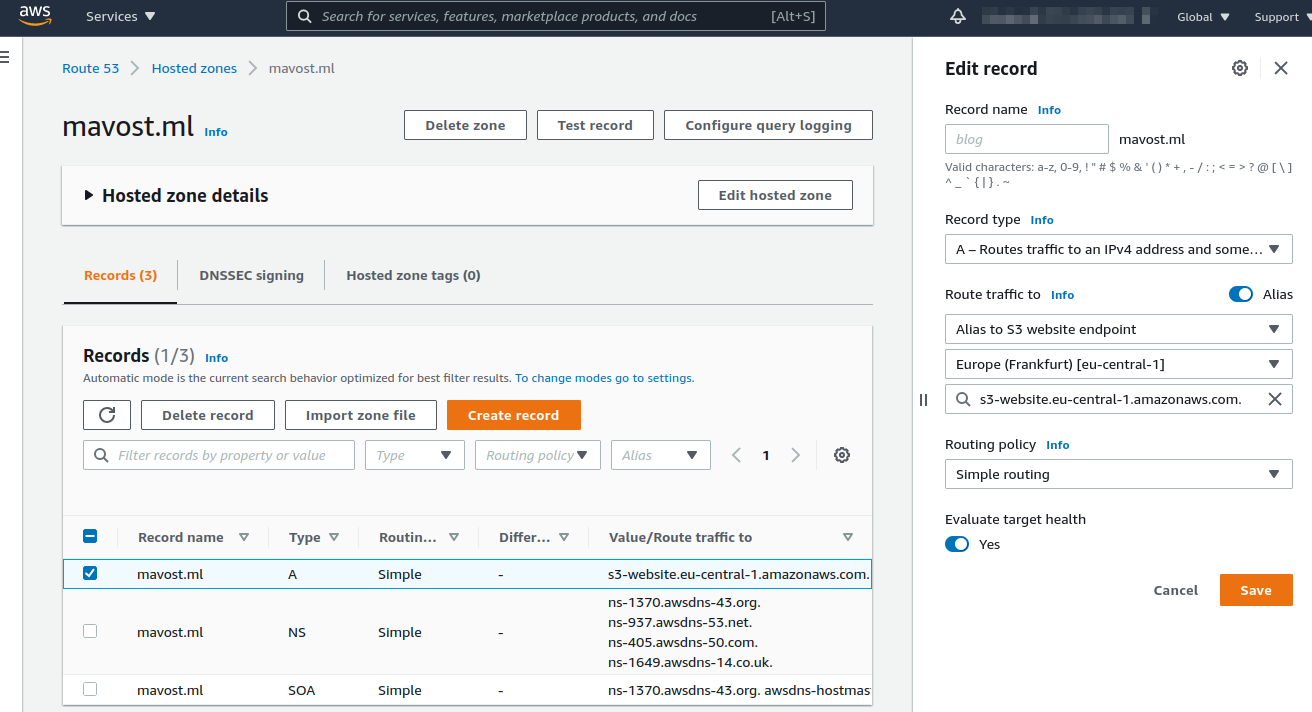 aws
Services
Search for services, features, marketplace products, and docs [Alt+S]
Global
Support
Route 53 Hosted zones mavost.ml
mavost.ml Info
Delete zone
Test record
Configure query logging
Hosted zone details
Edit hosted zone
Records (3)
DNSSEC signing
Hosted zone tags (0)
Records (1/3) Info
Automatic mode is the current search behavior optimized for best filter results. To change modes go to settings.
Delete record
Import zone file
Create record
Filter records by property or value
Type
Routing policy
Alias
1
Record name Type Routin... Differ... Value/Route traffic to
mavost.ml A Simple - s3-website.eu-central-1.amazonaws.com.
mavost.ml NS Simple - ns-1370.awsdns-43.org.
ns-937.awsdns-53.net.
ns-405.awsdns-50.com.
ns-1649.awsdns-14.co.uk.
mavost.ml SOA Simple - ns-1370.awsdns-43.org. awsdns-hostmas
Edit record
Record name Info
blog
mavost.ml
Valid characters: a-z, 0-9, ! " # $ % & ' ( ) * + , - / : ; < = > ? @ [ \ ]
^ _ ` { | } . ~
Record type Info
A – Routes traffic to an IPv4 address and some...
Route traffic to Info
Alias
Alias to S3 website endpoint
Europe (Frankfurt) [eu-central-1]
s3-website.eu-central-1.amazonaws.com.
Routing policy Info
Simple routing
Evaluate target health
Yes
Cancel
Save